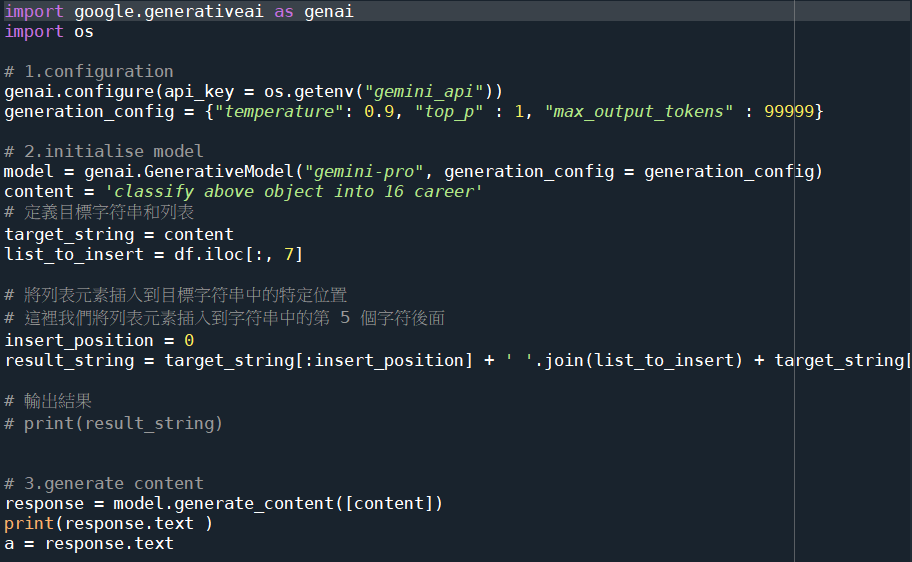 import google.generativeai as genai
import os
# 1.configuration
genai.configure(api_key = os.getenv("gemini_api"))
generation_config = {"temperature": 0.9, "top_p" : 1, "max_output_tokens" : 99999}
# 2.initialise model
model = genai.GenerativeModel("gemini-pro", generation_config = generation_config)
content = 'classify above object into 16 career'
# 定義目標字符串和列表
target_string = content
list_to_insert = df.iloc[:, 7]
# 將列表元素插入到目標字符串中的特定位置
# 這裡我們將列表元素插入到字符串中的第 5 個字符後面
insert_position = 0
result_string = target_string[:insert_position] + ' '.join(list_to_insert) + target_string[
# 輸出結果
# print(result_string)
# 3.generate content
response = model.generate_content([content])
print(response.text )
a = response.text